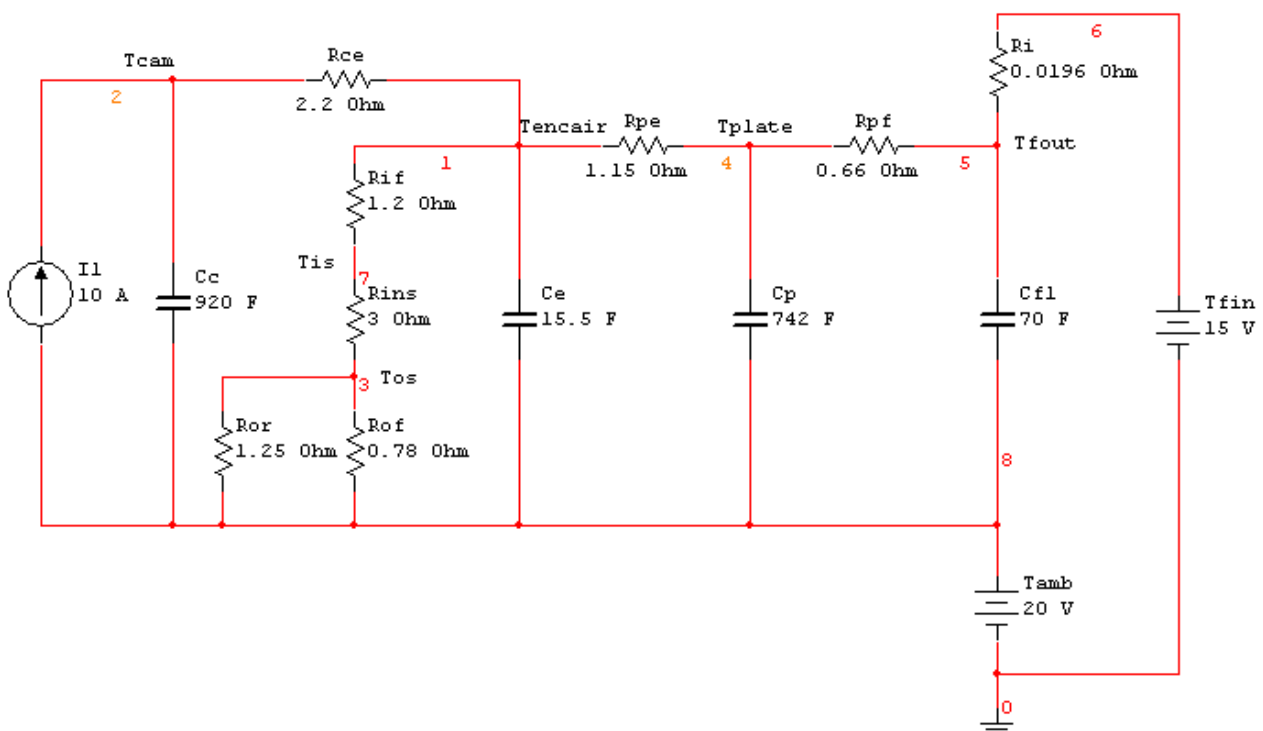 6
Ri
0.0196 Ohm
Tcam
Rce
2
2.2 Ohm
Tencair
Rpe
Tplate
Rpf
Tfout
1
1.15 Ohm
4
0.66 Ohm
5
Rif
1.2 Ohm
Tis
7
I1
10 A
Cc
920 F
Rins
3 Ohm
Ce
15.5 F
Cp
742 F
Cfl
70 F
Tfin
15 V
3
Tos
Ror
1.25 Ohm
Rof
0.78 Ohm
8
Tamb
20 V
0